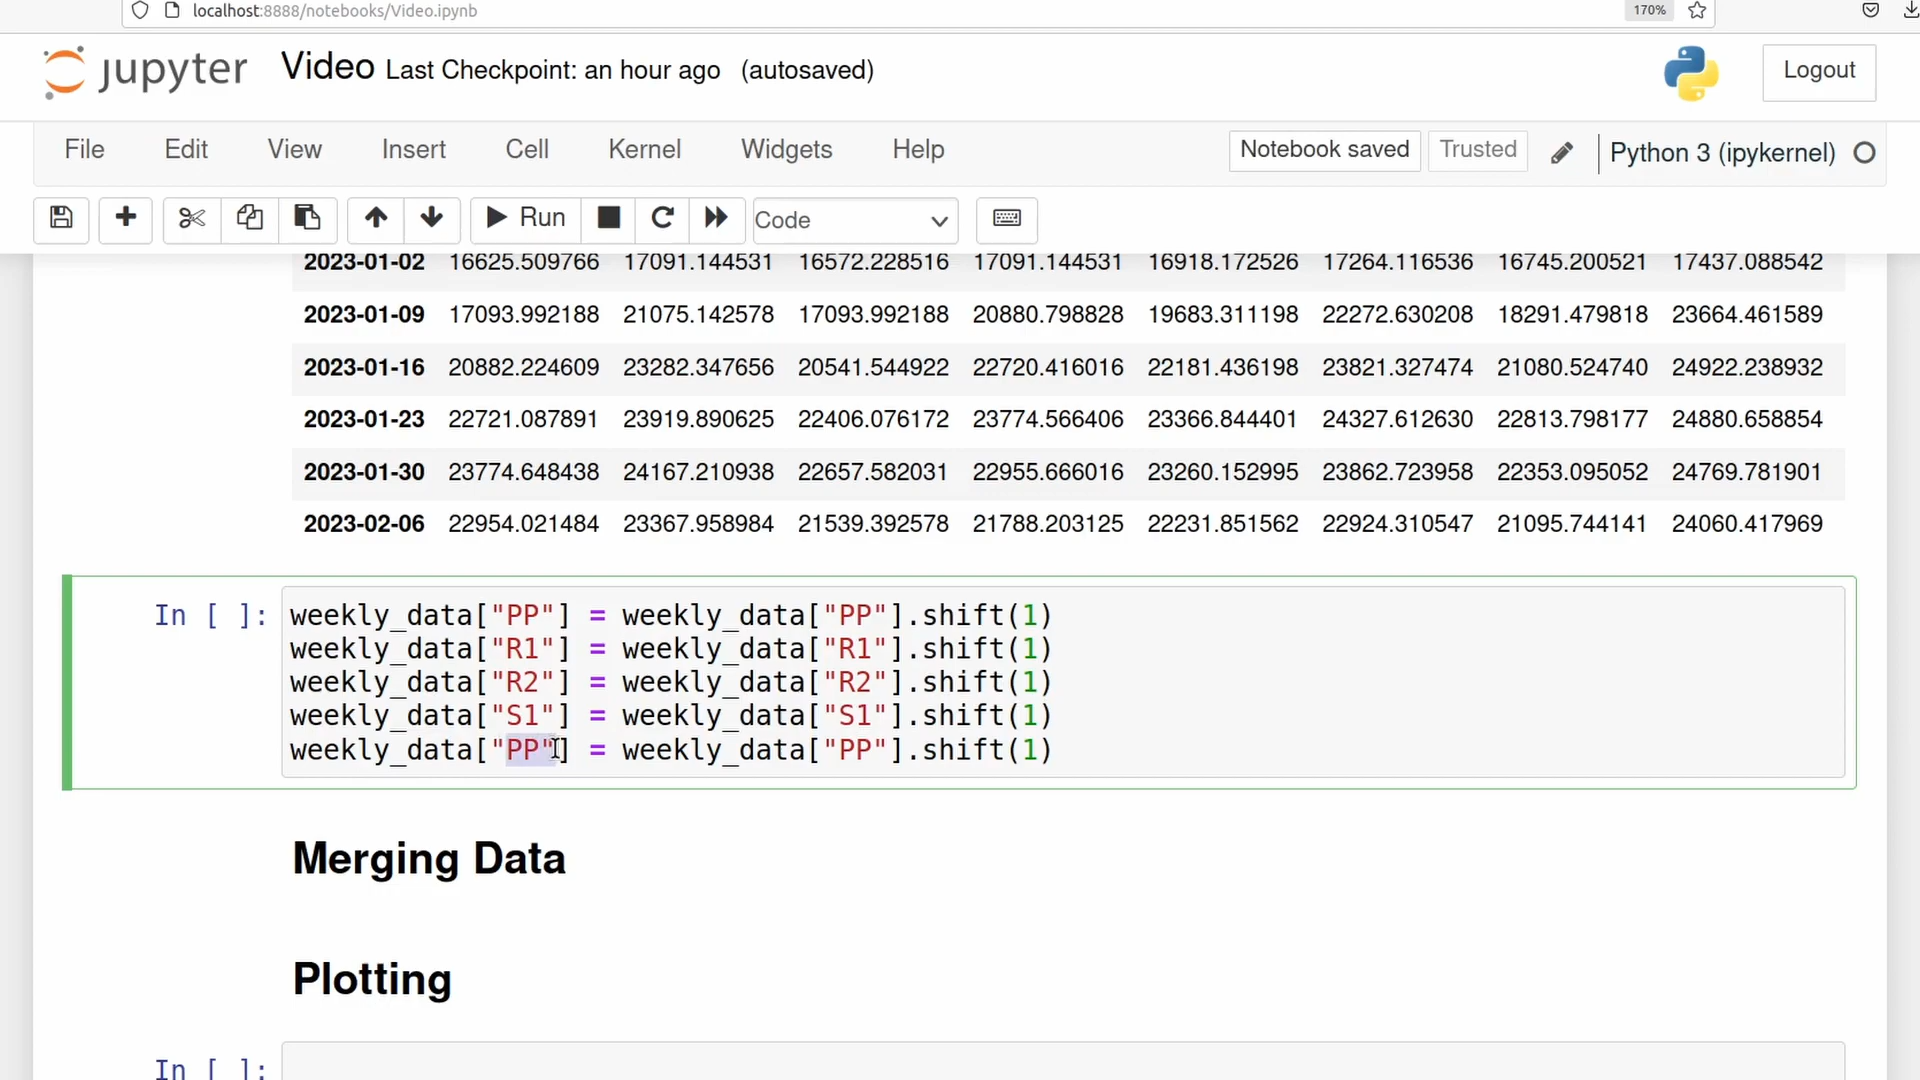 localhost:8888/notebooks/Video.ipynb 170%
jupyter Video Last Checkpoint: an hour ago (autosaved) Logout
File Edit View Insert Cell Kernel Widgets Help Notebook saved Trusted Python 3 (ipykernel)
Run Code
2023-01-02 16625.509766 17091.144531 16572.228516 17091.144531 16918.172526 17264.116536 16745.200521 17437.088542
2023-01-09 17093.992188 21075.142578 17093.992188 20880.798828 19683.311198 22272.630208 18291.479818 23664.461589
2023-01-16 20882.224609 23282.347656 20541.544922 22720.416016 22181.436198 23821.327474 21080.524740 24922.238932
2023-01-23 22721.087891 23919.890625 22406.076172 23774.566406 23366.844401 24327.612630 22813.798177 24880.658854
2023-01-30 23774.648438 24167.210938 22657.582031 22955.666016 23260.152995 23862.723958 22353.095052 24769.781901
2023-02-06 22954.021484 23367.958984 21539.392578 21788.203125 22231.851562 22924.310547 21095.744141 24060.417969
In [ ]: weekly_data["PP"] = weekly_data["PP"].shift(1)
weekly_data["R1"] = weekly_data["R1"].shift(1)
weekly_data["R2"] = weekly_data["R2"].shift(1)
weekly_data["S1"] = weekly_data["S1"].shift(1)
weekly_data["PP"] = weekly_data["PP"].shift(1)
Merging Data
Plotting
In [ ]: